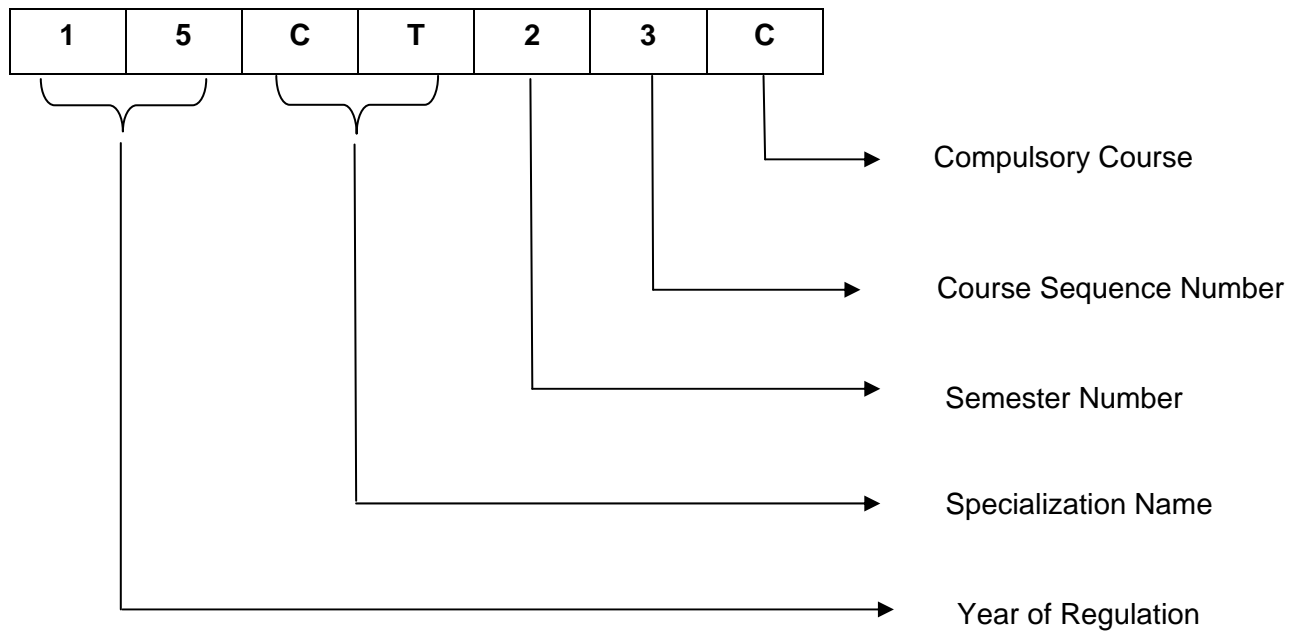 1 5 C T 2 3 C
Compulsory Course
Course Sequence Number
Semester Number
Specialization Name
Year of Regulation